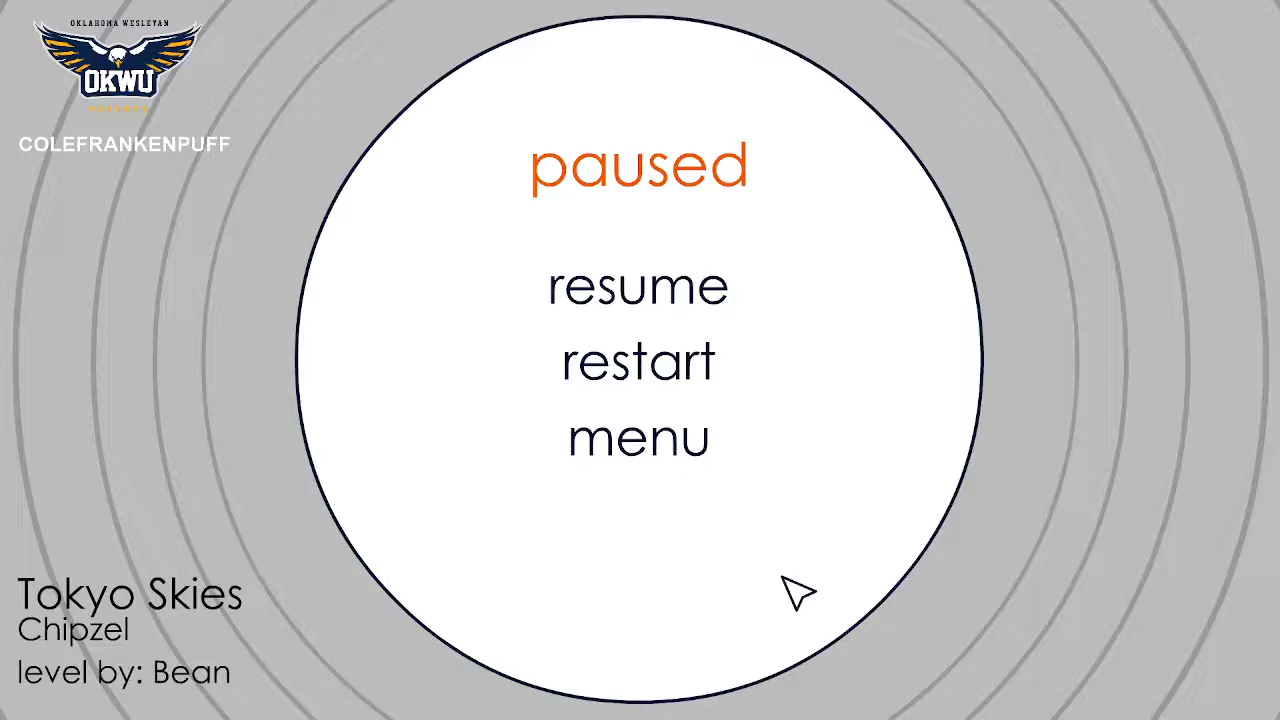 OKLAHOMA WESLEYAN
OKWU
COLEFRANKENPUFF
paused
resume
restart
menu
Tokyo Skies
Chipzel
level by: Bean